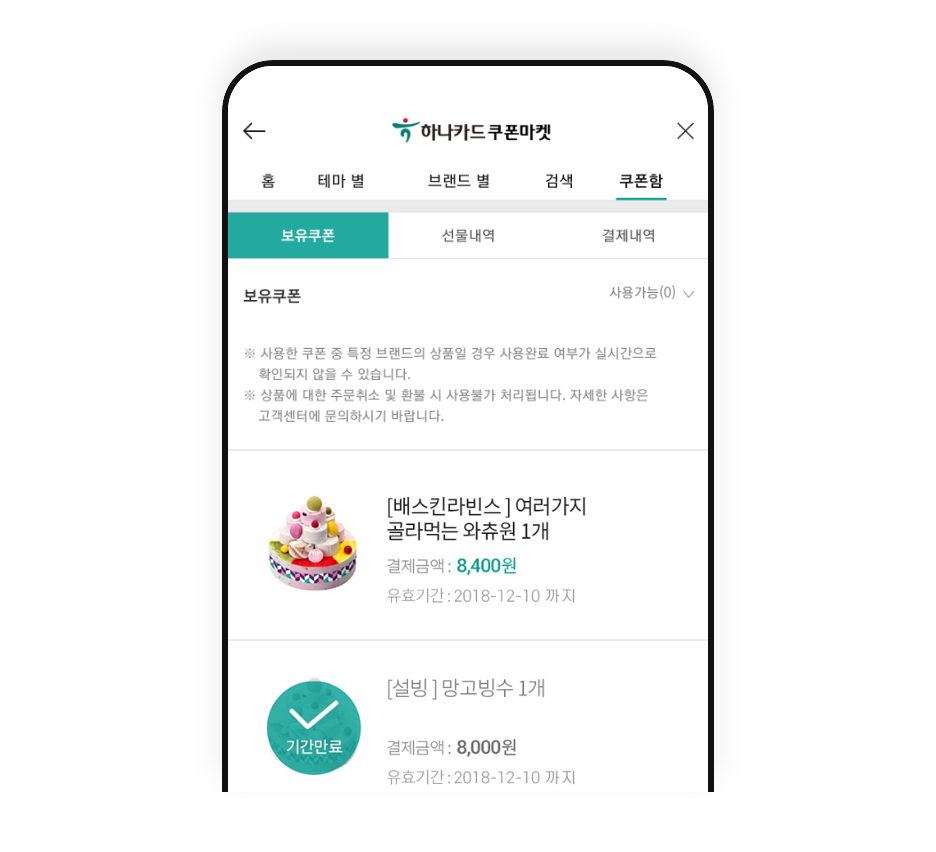 하나카드 쿠폰마켓
홈 테마 별 브랜드 별 검색 쿠폰함
보유쿠폰 선물내역 결제내역
보유쿠폰 사용가능(0)
※ 사용한 쿠폰 중 특정 브랜드의 상품일 경우 사용완료 여부가 실시간으로
확인되지 않을 수 있습니다.
※ 상품에 대한 주문취소 및 환불 시 사용불가 처리됩니다. 자세한 사항은
고객센터에 문의하시기 바랍니다.
[배스킨라빈스 ] 여러가지
골라먹는 와츄원 1개
결제금액 : 8,400원
유효기간 : 2018-12-10 까지
기간만료
[설빙 ] 망고빙수 1개
결제금액 : 8,000원
유효기간 : 2018-12-10 까지